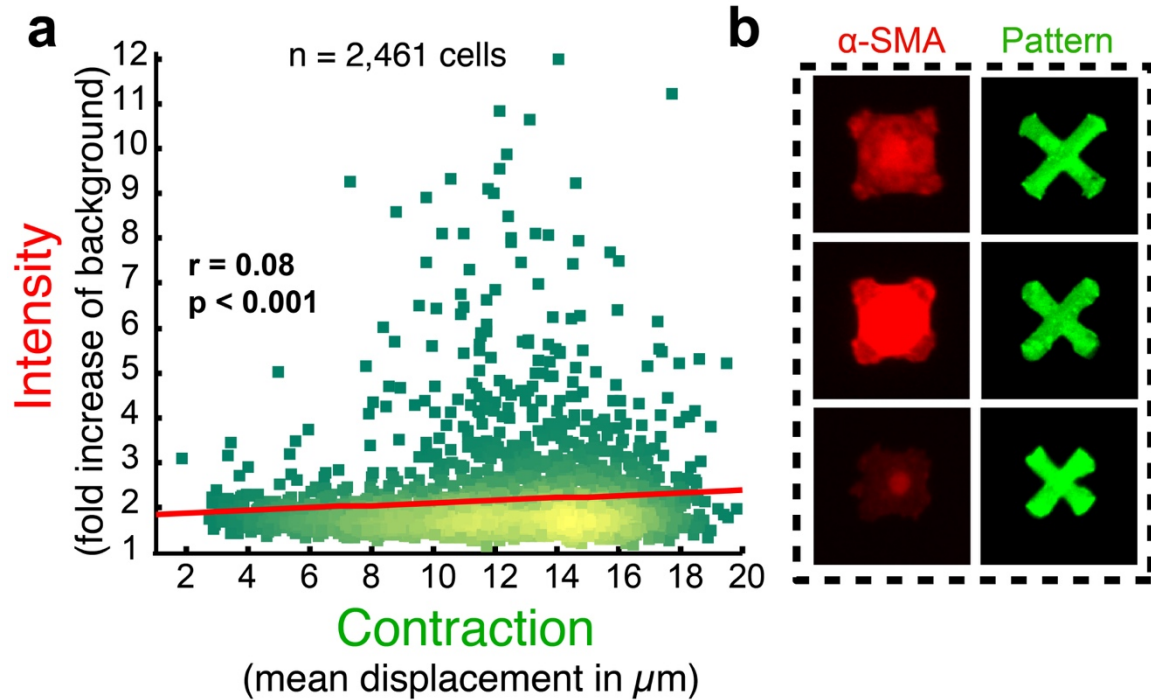 a
n = 2,461 cells
r = 0.08
p < 0.001
Intensity
(fold increase of background)
12
11
10
9
8
7
6
5
4
3
2
1
2 4 6 8 10 12 14 16 18 20
Contraction
(mean displacement in μm)
b
α-SMA Pattern